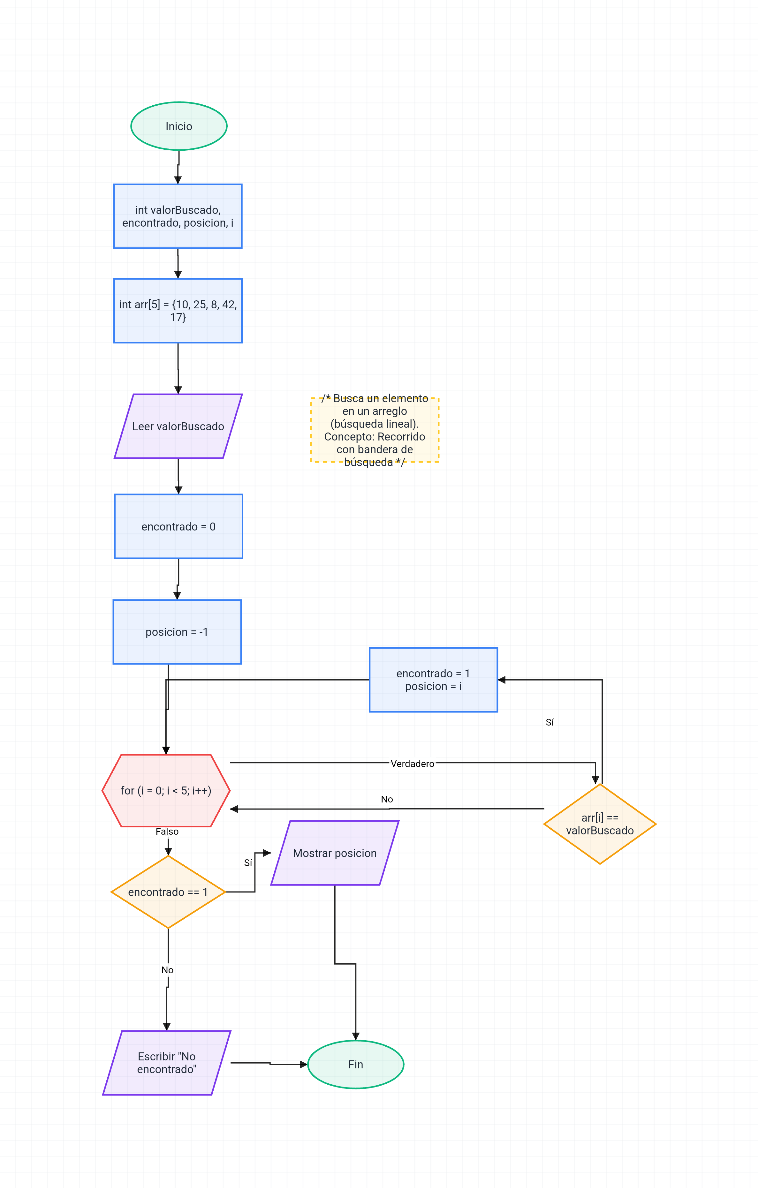 Inicio
int valorBuscado,
encontrado, posicion, i
int arr[5] = {10, 25, 8, 42,
17}
Leer valorBuscado
/* Busca un elemento
en un arreglo
(búsqueda lineal).
Concepto: Recorrido
con bandera de
búsqueda */
encontrado = 0
posicion = -1
encontrado = 1
posicion = i
Sí
for (i = 0; i < 5; i++)
Verdadero
No
arr[i] ==
valorBuscado
Falso
encontrado == 1
Sí
Mostrar posicion
No
Escribir "No
encontrado"
Fin